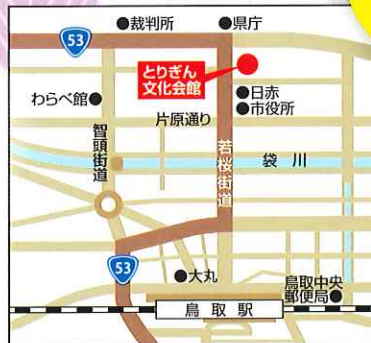 裁判所
県庁
53
とりぎん
文化会館
日赤
市役所
わらべ館
片原通り
智頭街道
若桜街道
袋川
53
大丸
鳥取中央
郵便局
鳥取駅